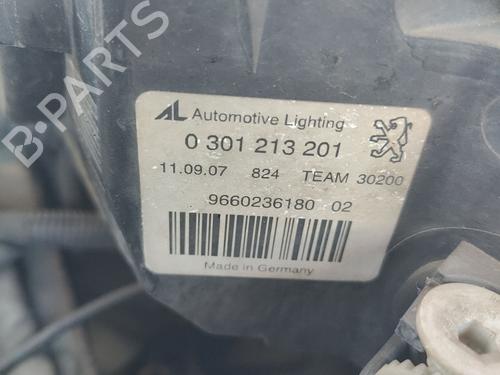 B-PARTS
AL Automotive Lighting
0 301 213 201
11.09.07 824 TEAM 30200
9660236180 02
Made in Germany